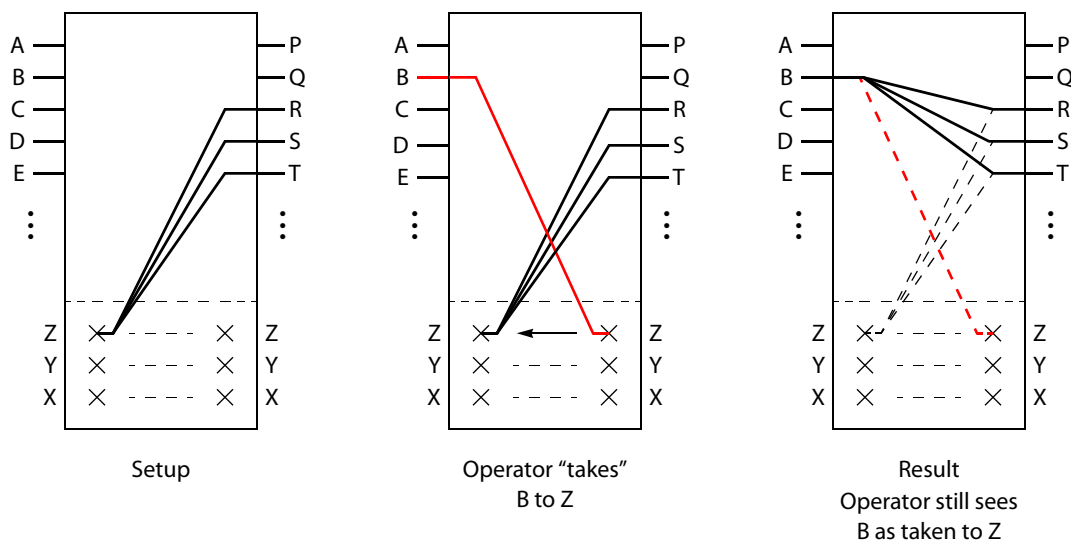 A P
B Q
C R
D S
E T
Z Z
Y Y
X X
Setup
A P
B Q
C R
D S
E T
Z Z
Y Y
X X
Operator “takes”
B to Z
A P
B Q
C R
D S
E T
Z Z
Y Y
X X
Result
Operator still sees
B as taken to Z